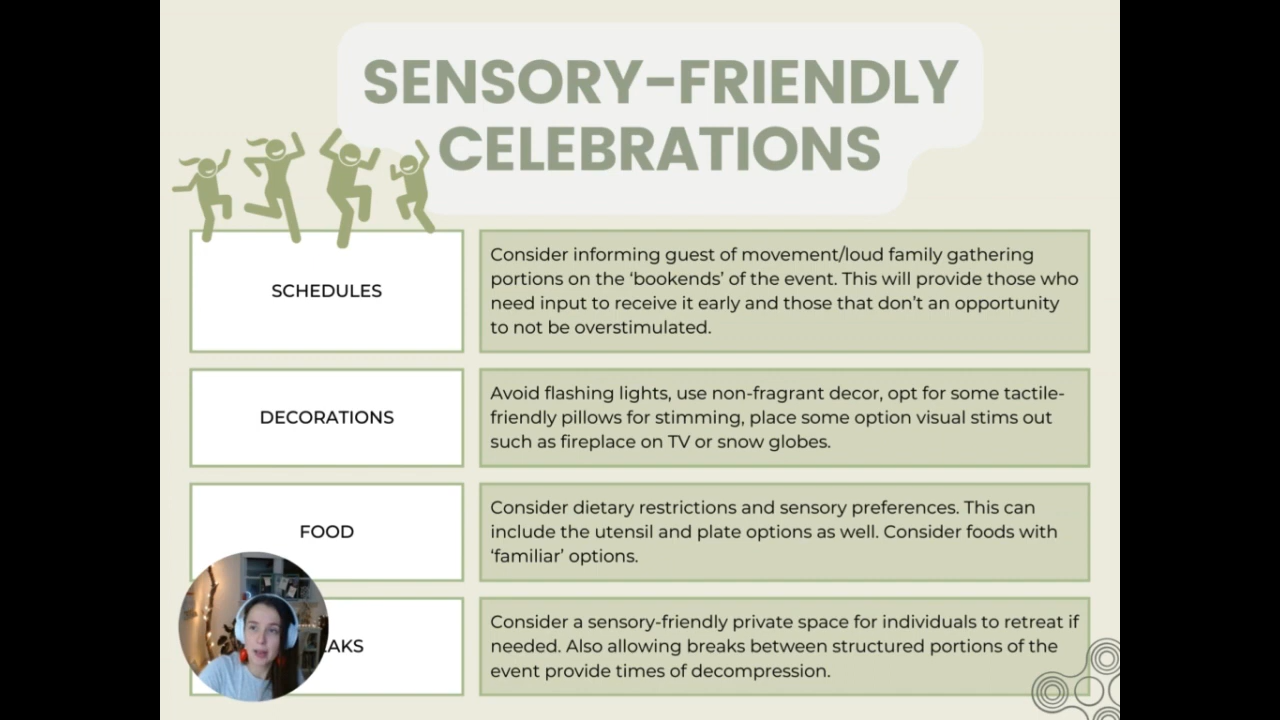 SENSORY-FRIENDLY
CELEBRATIONS
SCHEDULES
Consider informing guest of movement/loud family gathering
portions on the ‘bookends’ of the event. This will provide those who
need input to receive it early and those that don’t an opportunity
to not be overstimulated.
DECORATIONS
Avoid flashing lights, use non-fragrant decor, opt for some tactile-
friendly pillows for stimming, place some option visual stims out
such as fireplace on TV or snow globes.
FOOD
Consider dietary restrictions and sensory preferences. This can
include the utensil and plate options as well. Consider foods with
‘familiar’ options.
Consider a sensory-friendly private space for individuals to retreat if
needed. Also allowing breaks between structured portions of the
event provide times of decompression.